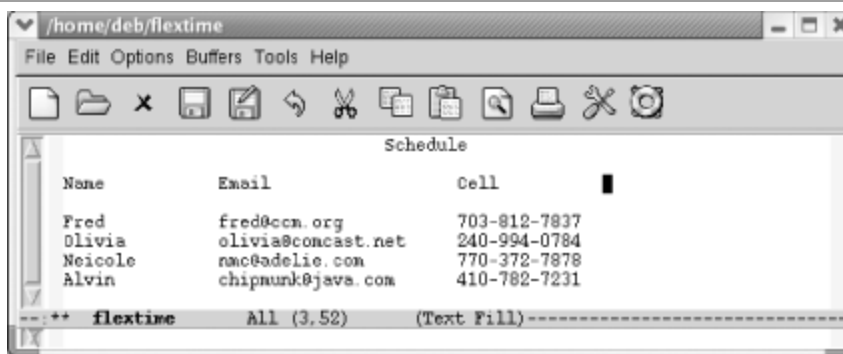 /home/deb/flextime
File Edit Options Buffers Tools Help
Schedule
Name Email Cell
Fred fred@ccm.org 703-812-7837
Olivia olivia@comcast.net 240-994-0784
Neicole nmc@adelie.com 770-372-7878
Alvin chipmunk@java.com 410-782-7231
--:** flextime All (3,52) (Text Fill)--------------------------------